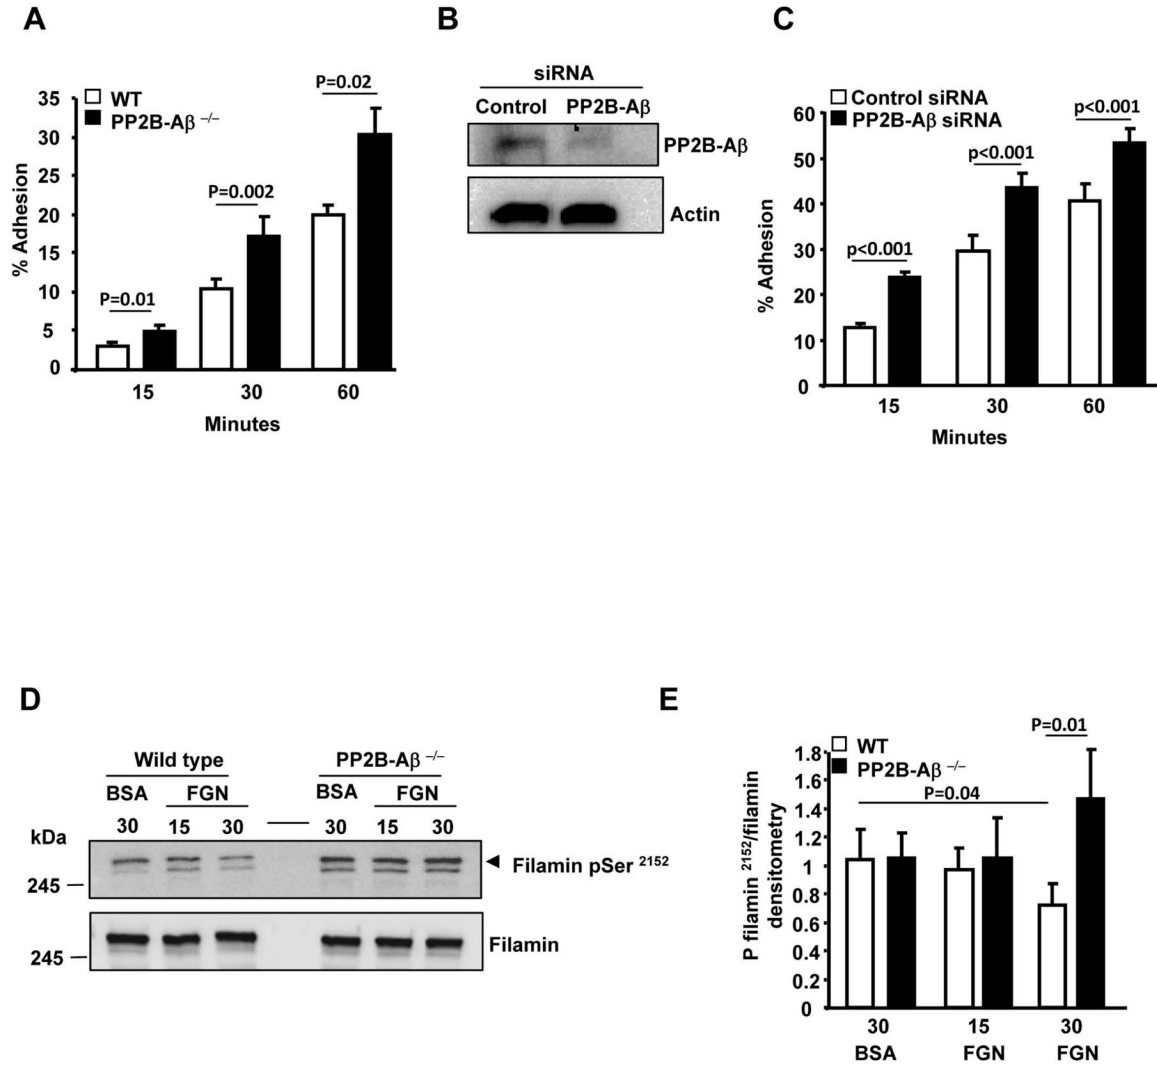 A
WT
PP2B-Aβ –/–
P=0.02
P=0.002
P=0.01
% Adhesion
35
30
25
20
15
10
5
0
15 30 60
Minutes
B
siRNA
Control PP2B-Aβ
PP2B-Aβ
Actin
C
Control siRNA
PP2B-Aβ siRNA
p<0.001
p<0.001
p<0.001
% Adhesion
60
50
40
30
20
10
0
15 30 60
Minutes
D
Wild type PP2B-Aβ –/–
BSA FGN BSA FGN
kDa 30 15 30 30 15 30
Filamin pSer 2152
245
Filamin
245
E
P=0.01
WT
PP2B-Aβ –/–
P=0.04
P filamin 2152/filamin
densitometry
1.8
1.6
1.4
1.2
1
0.8
0.6
0.4
0.2
0
30 15 30
BSA FGN FGN